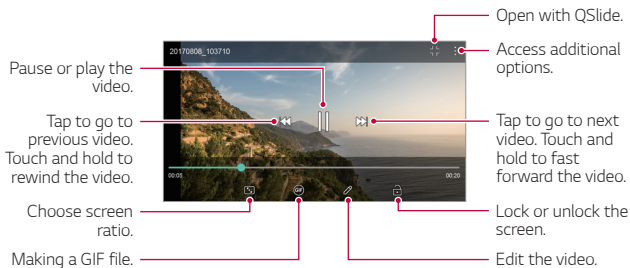 Open with QSlide.
20170808_103710
Access additional
options.
Pause or play the
video.
Tap to go to
previous video.
Touch and hold to
rewind the video.
Tap to go to next
video. Touch and
hold to fast
forward the video.
00:05
00:20
GIF
Choose screen
ratio.
Lock or unlock the
screen.
Making a GIF file.
Edit the video.